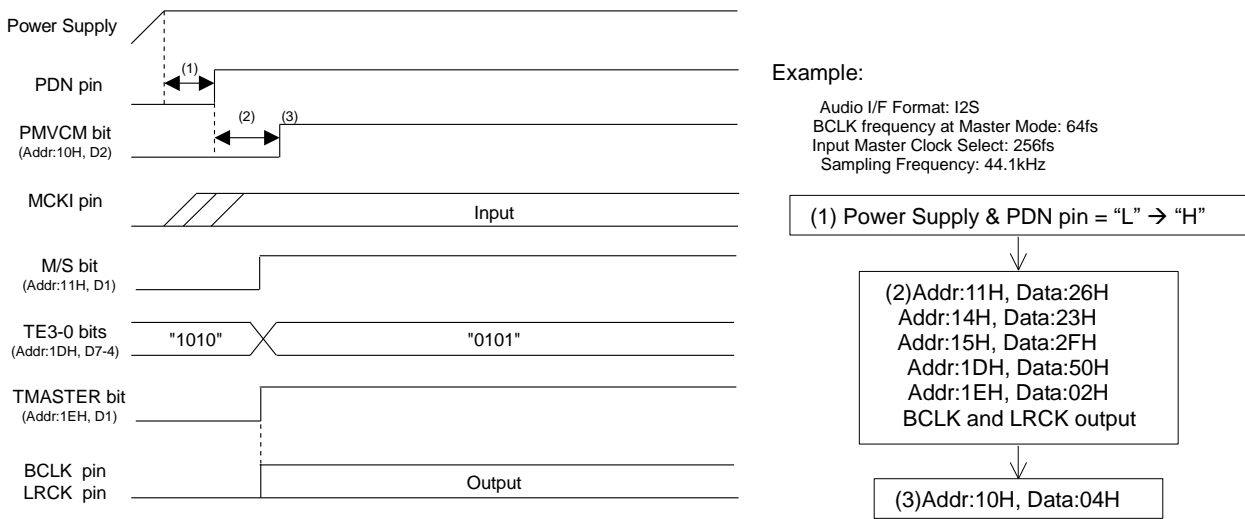 Power Supply
(1)
PDN pin
(2)
(3)
PMVCM bit
(Addr:10H, D2)
MCKI pin
Input
M/S bit
(Addr:11H, D1)
TE3-0 bits
(Addr:1DH, D7-4)
"1010"
"0101"
TMASTER bit
(Addr:1EH, D1)
BCLK pin
LRCK pin
Output
Example:
Audio I/F Format: I2S
BCLK frequency at Master Mode: 64fs
Input Master Clock Select: 256fs
Sampling Frequency: 44.1kHz
(1) Power Supply & PDN pin = “L” → “H”
(2)Addr:11H, Data:26H
Addr:14H, Data:23H
Addr:15H, Data:2FH
Addr:1DH, Data:50H
Addr:1EH, Data:02H
BCLK and LRCK output
(3)Addr:10H, Data:04H